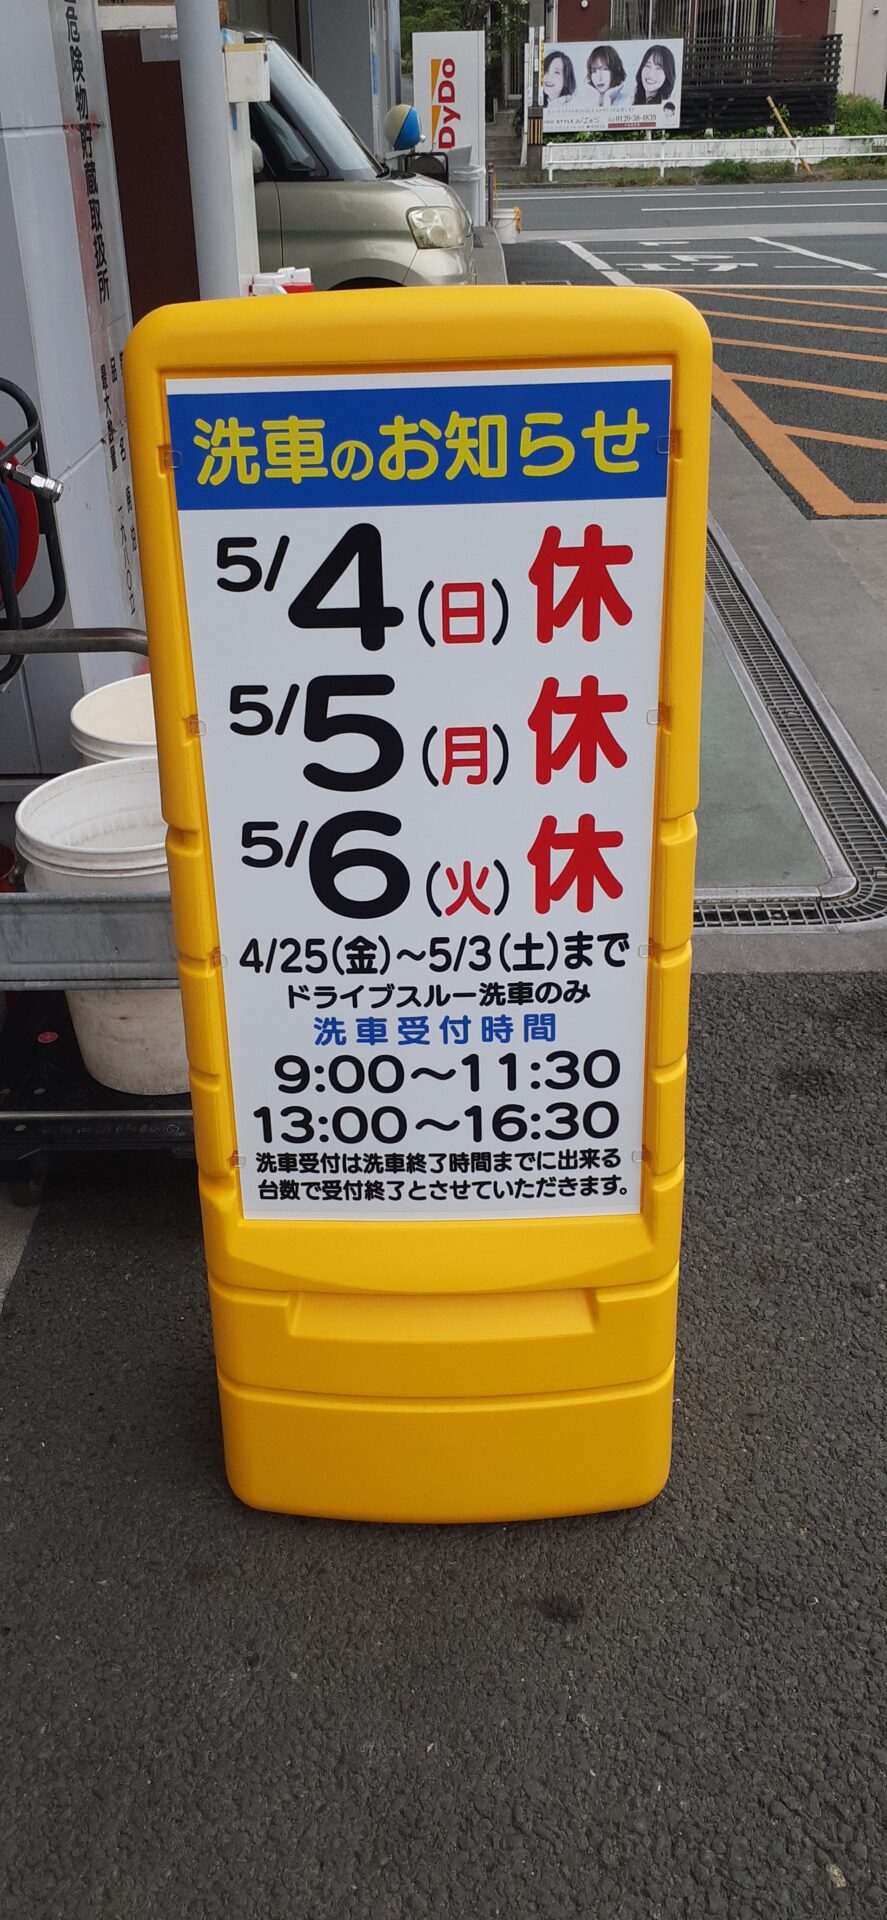 危険物貯蔵取扱所
DyDo
洗車のお知らせ
5/4(日)休
5/5(月)休
5/6(火)休
4/25(金)～5/3(土)まで
ドライブスルー洗車のみ
洗車受付時間
9:00～11:30
13:00～16:30
洗車受付は洗車終了時間までに出来る
台数で受付終了とさせていただきます。